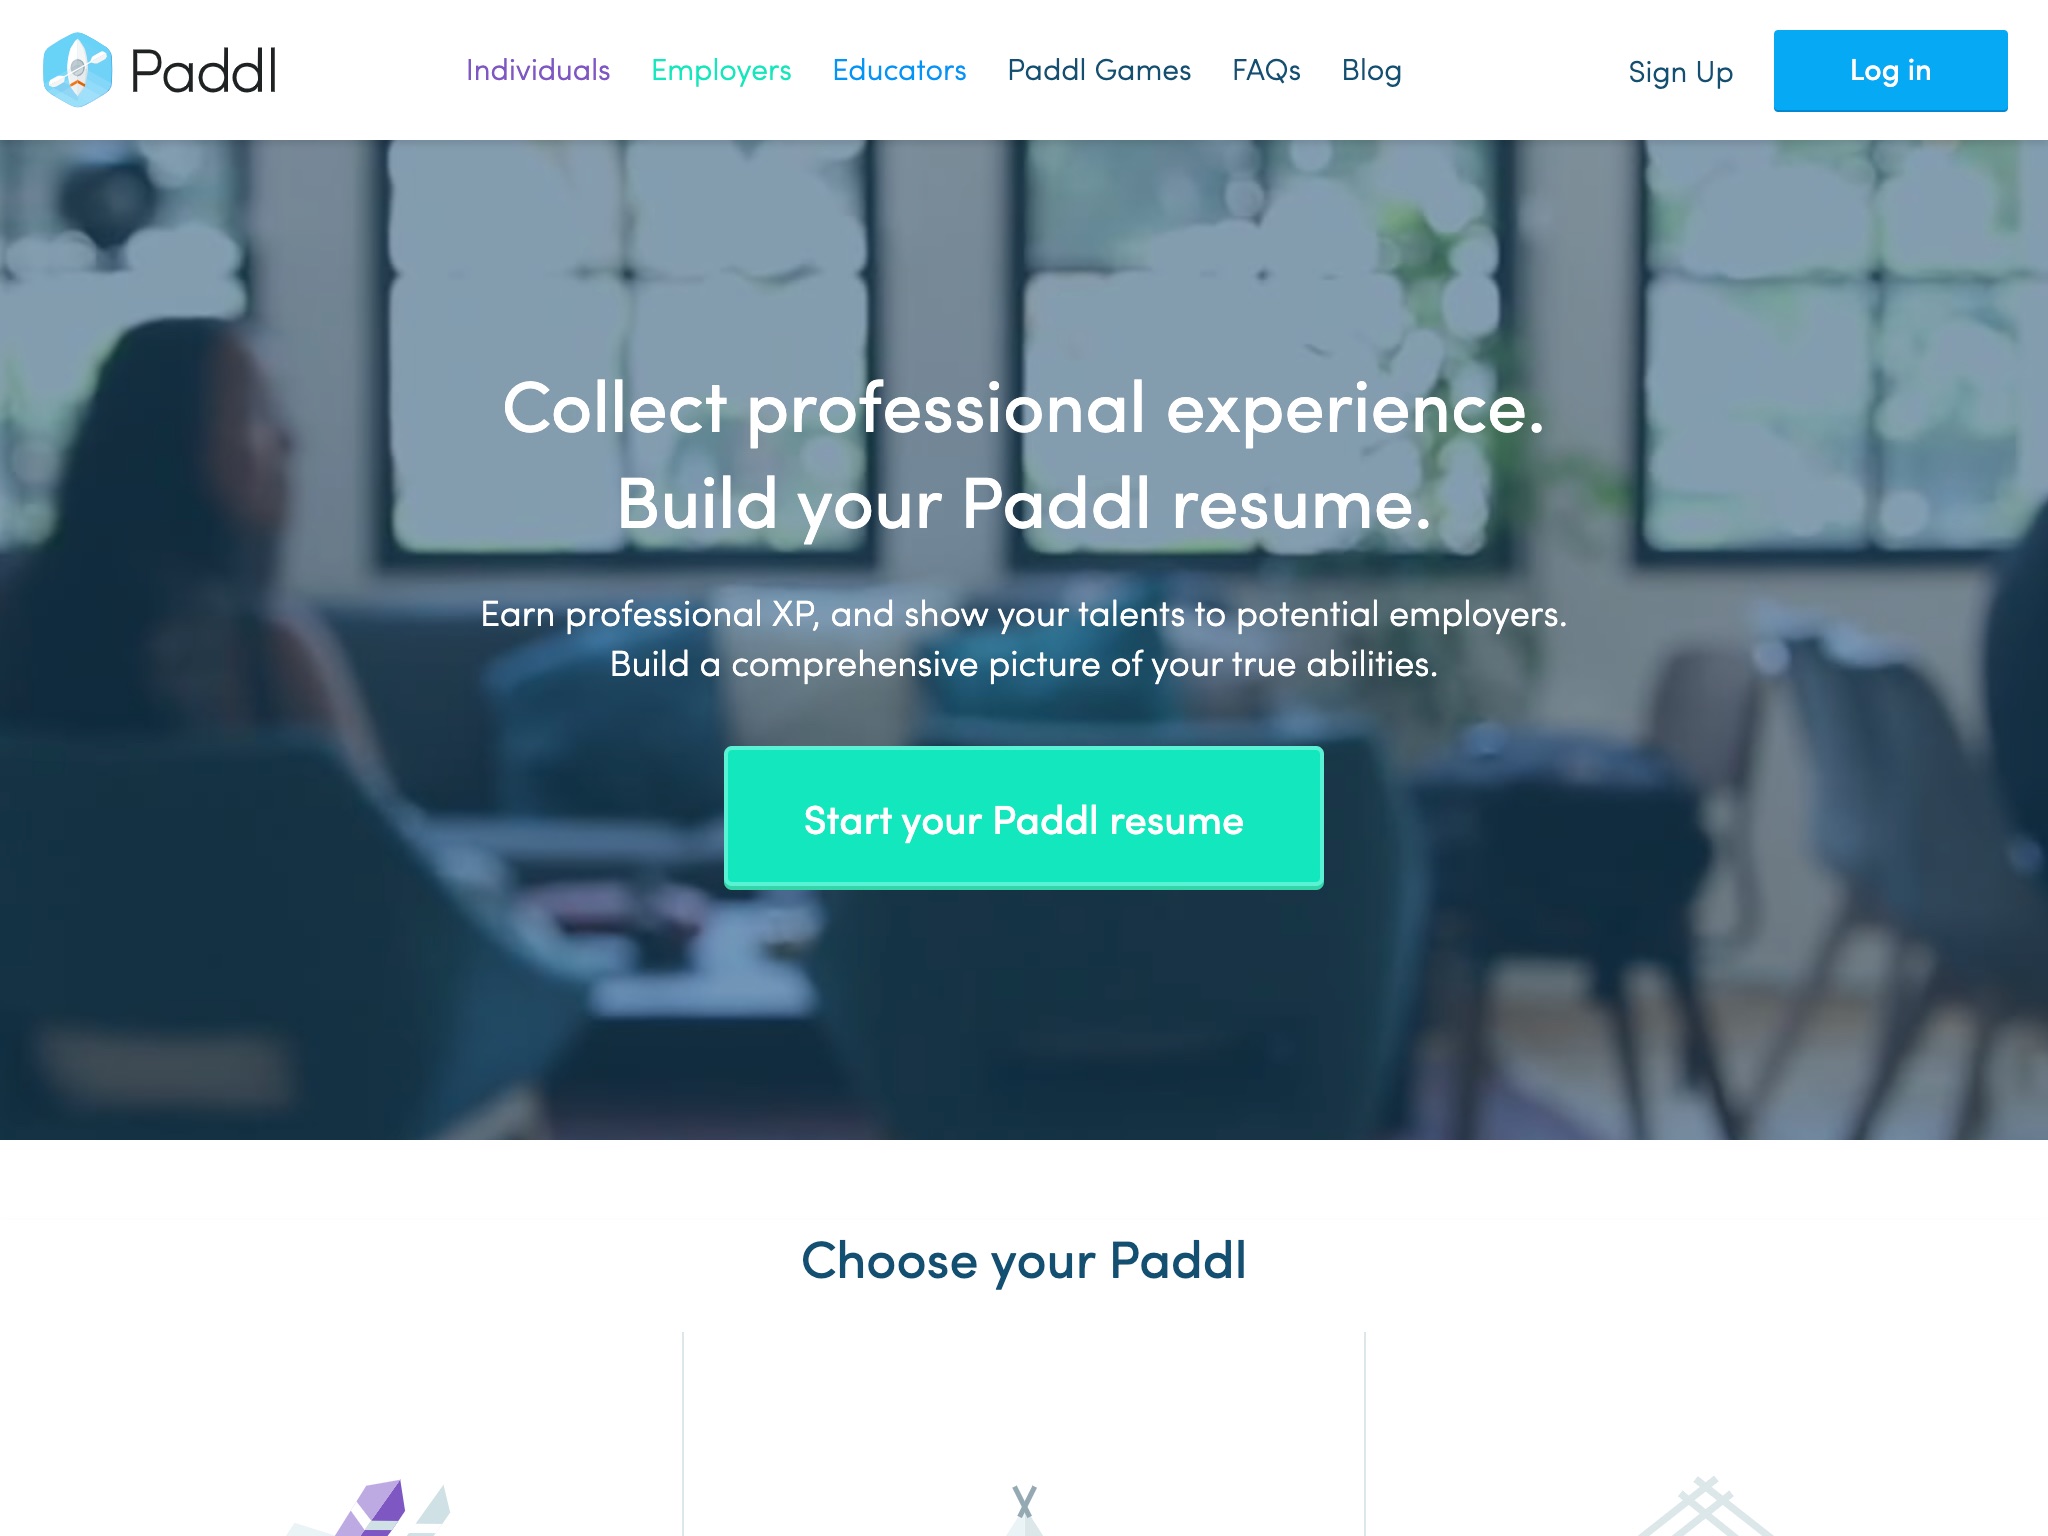 Paddl
Individuals
Employers
Educators
Paddl Games
FAQs
Blog
Sign Up
Log in
Collect professional experience.
Build your Paddl resume.
Earn professional XP, and show your talents to potential employers.
Build a comprehensive picture of your true abilities.
Start your Paddl resume
Choose your Paddl